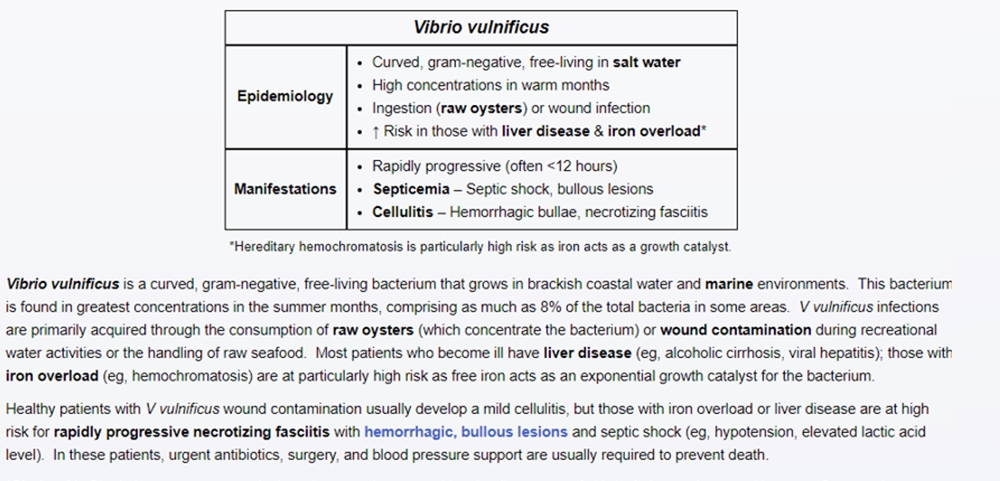 Vibrio vulnificus
Epidemiology
• Curved, gram-negative, free-living in salt water
• High concentrations in warm months
• Ingestion (raw oysters) or wound infection
• ↑ Risk in those with liver disease & iron overload*
Manifestations
• Rapidly progressive (often <12 hours)
• Septicemia – Septic shock, bullous lesions
• Cellulitis – Hemorrhagic bullae, necrotizing fasciitis
*Hereditary hemochromatosis is particularly high risk as iron acts as a growth catalyst.
Vibrio vulnificus is a curved, gram-negative, free-living bacterium that grows in brackish coastal water and marine environments. This bacterium
is found in greatest concentrations in the summer months, comprising as much as 8% of the total bacteria in some areas. V vulnificus infections
are primarily acquired through the consumption of raw oysters (which concentrate the bacterium) or wound contamination during recreational
water activities or the handling of raw seafood. Most patients who become ill have liver disease (eg, alcoholic cirrhosis, viral hepatitis); those with
iron overload (eg, hemochromatosis) are at particularly high risk as free iron acts as an exponential growth catalyst for the bacterium.
Healthy patients with V vulnificus wound contamination usually develop a mild cellulitis, but those with iron overload or liver disease are at high
risk for rapidly progressive necrotizing fasciitis with hemorrhagic, bullous lesions and septic shock (eg, hypotension, elevated lactic acid
level). In these patients, urgent antibiotics, surgery, and blood pressure support are usually required to prevent death.